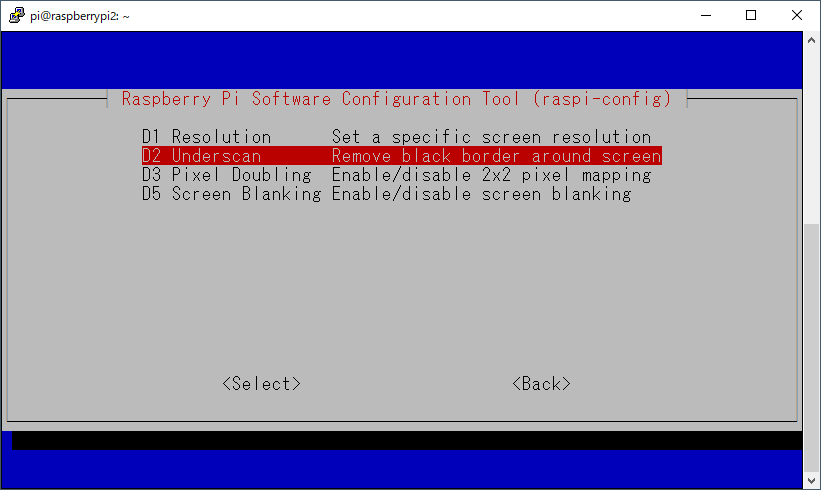 pi@raspberrypi2: ~
Raspberry Pi Software Configuration Tool (raspi-config)
D1 Resolution Set a specific screen resolution
D2 Underscan Remove black border around screen
D3 Pixel Doubling Enable/disable 2x2 pixel mapping
D5 Screen Blanking Enable/disable screen blanking
<Select> <Back>